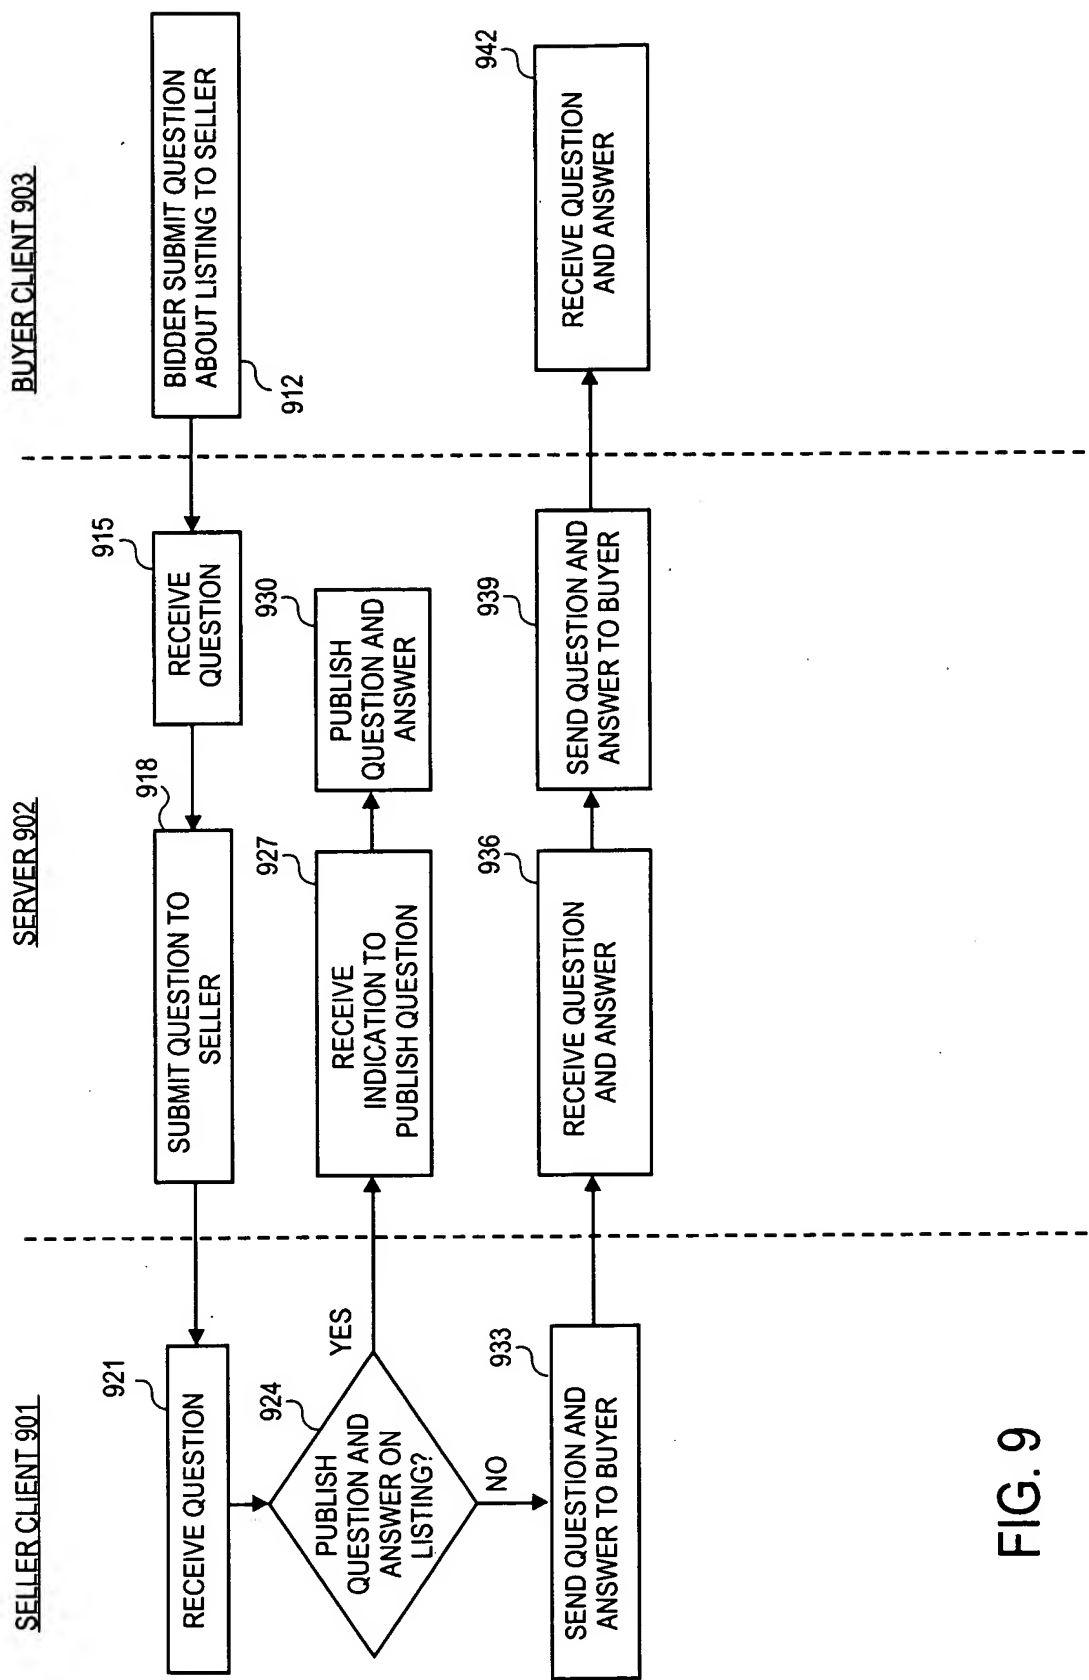 SELLER CLIENT 901
SERVER 902
BUYER CLIENT 903
BIDDER SUBMIT QUESTION
ABOUT LISTING TO SELLER
912
915
RECEIVE
QUESTION
918
SUBMIT QUESTION TO
SELLER
921
RECEIVE QUESTION
924
PUBLISH
QUESTION AND
ANSWER ON
LISTING?
YES
NO
927
RECEIVE
INDICATION TO
PUBLISH QUESTION
930
PUBLISH
QUESTION AND
ANSWER
933
SEND QUESTION AND
ANSWER TO BUYER
936
RECEIVE QUESTION
AND ANSWER
939
SEND QUESTION AND
ANSWER TO BUYER
942
RECEIVE QUESTION
AND ANSWER
FIG. 9